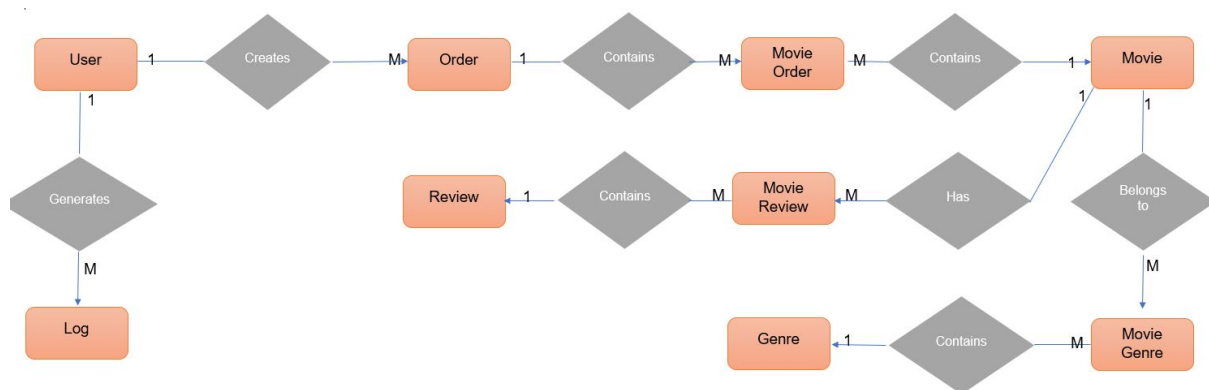 User
1
Creates
M
Order
1
Contains
M
Movie
Order
M
Contains
1
Movie
1
1
1
Generates
Review
1
Contains
M
Movie
Review
M
Has
Belongs
to
M
M
Log
Genre
1
Contains
M
Movie
Genre